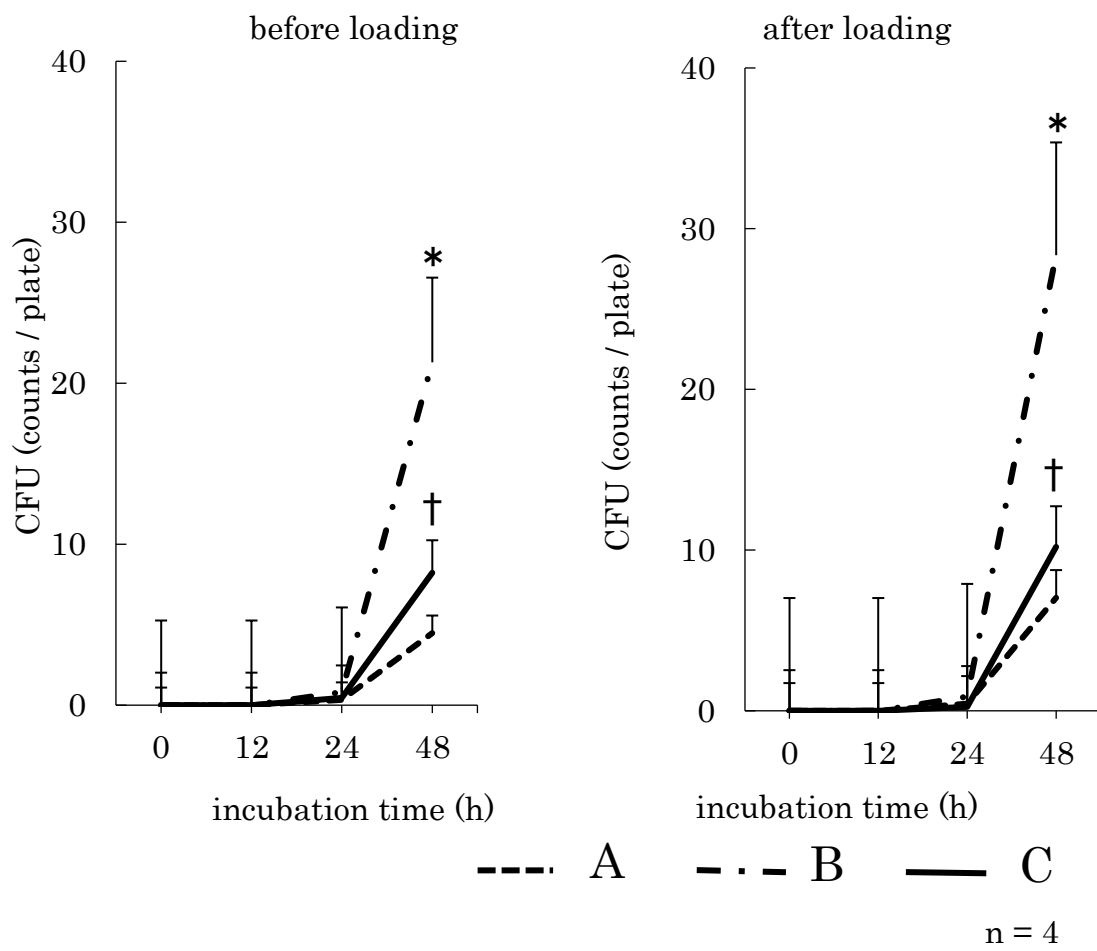 before loading
40
30
20
10
0
CFU (counts / plate)
*
†
0 12 24 48
incubation time (h)
after loading
40
30
20
10
0
CFU (counts / plate)
*
†
0 12 24 48
incubation time (h)
A B C
n = 4